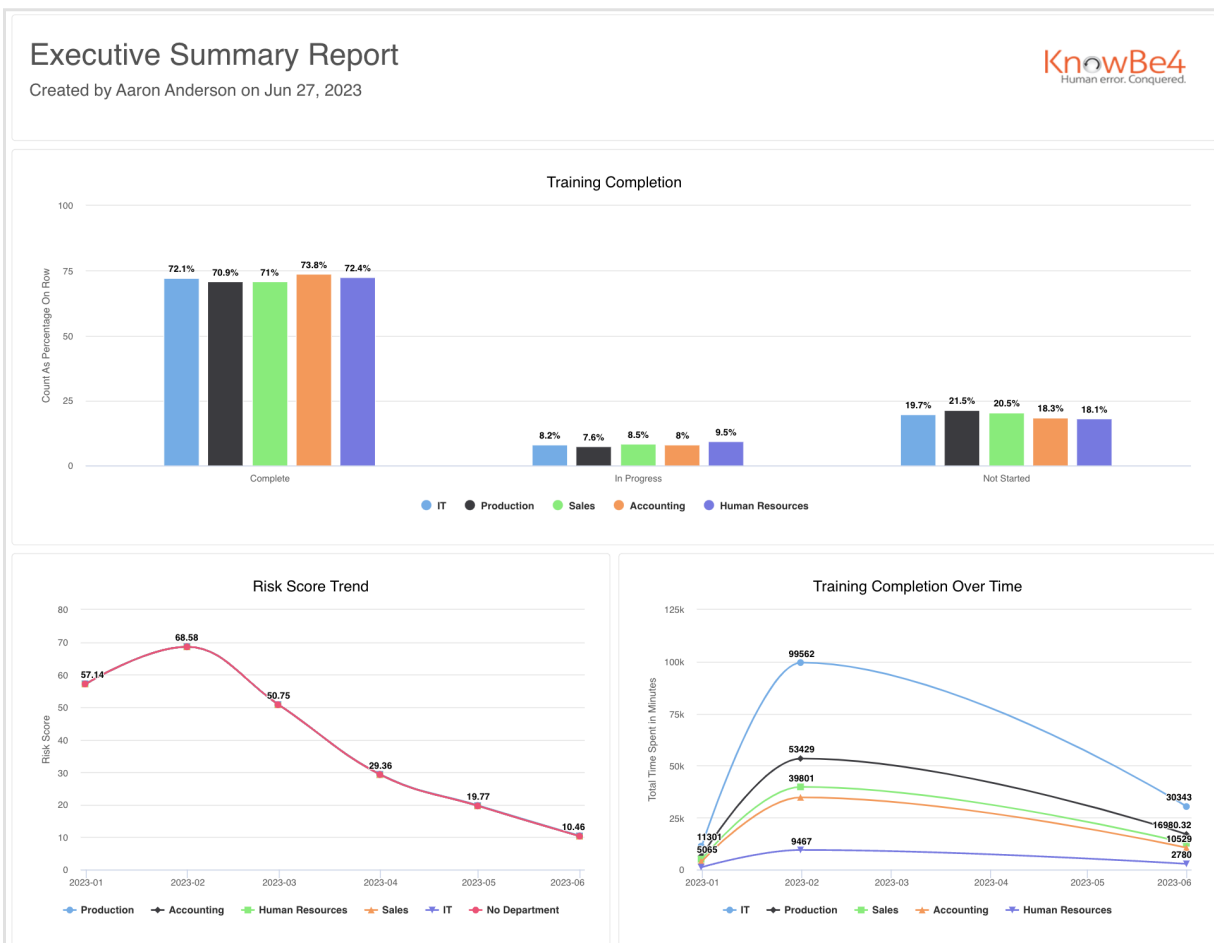 Executive Summary Report
Created by Aaron Anderson on Jun 27, 2023
KnowBe4
Human error. Conquered.
Training Completion
Count As Percentage On Row
100
75
50
25
0
72.1%
70.9%
71%
73.8%
72.4%
8.2%
7.6%
8.5%
8%
9.5%
19.7%
21.5%
20.5%
18.3%
18.1%
Complete
In Progress
Not Started
IT Production Sales Accounting Human Resources
Risk Score Trend
Risk Score
80
70
60
50
40
30
20
10
0
57.14
68.58
50.75
29.36
19.77
10.46
2023-01 2023-02 2023-03 2023-04 2023-05 2023-06
Production Accounting Human Resources Sales IT No Department
Training Completion Over Time
Total Time Spent in Minutes
125k
100k
75k
50k
25k
0
11301
5065
99562
53429
39801
9467
30343
16980.32
10529
2780
2023-01 2023-02 2023-03 2023-04 2023-05 2023-06
IT Production Sales Accounting Human Resources